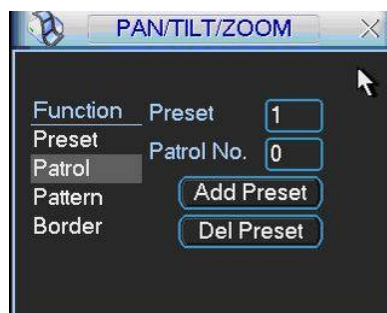 PAN/TILT/ZOOM
Function Preset 1
Preset
Patrol No. 0
Patrol
Pattern Add Preset
Border Del Preset